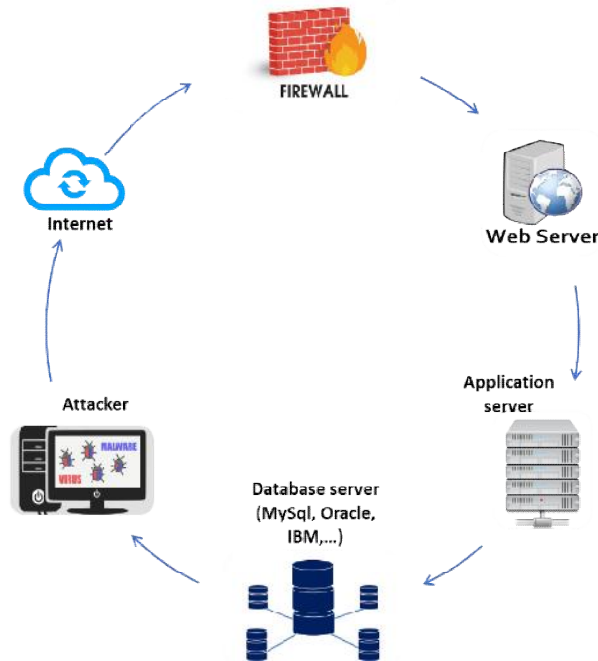 FIREWALL
Internet
Web Server
Attacker
MALWARE
VIRUS
Application
server
Database server
(MySql, Oracle,
IBM,...)